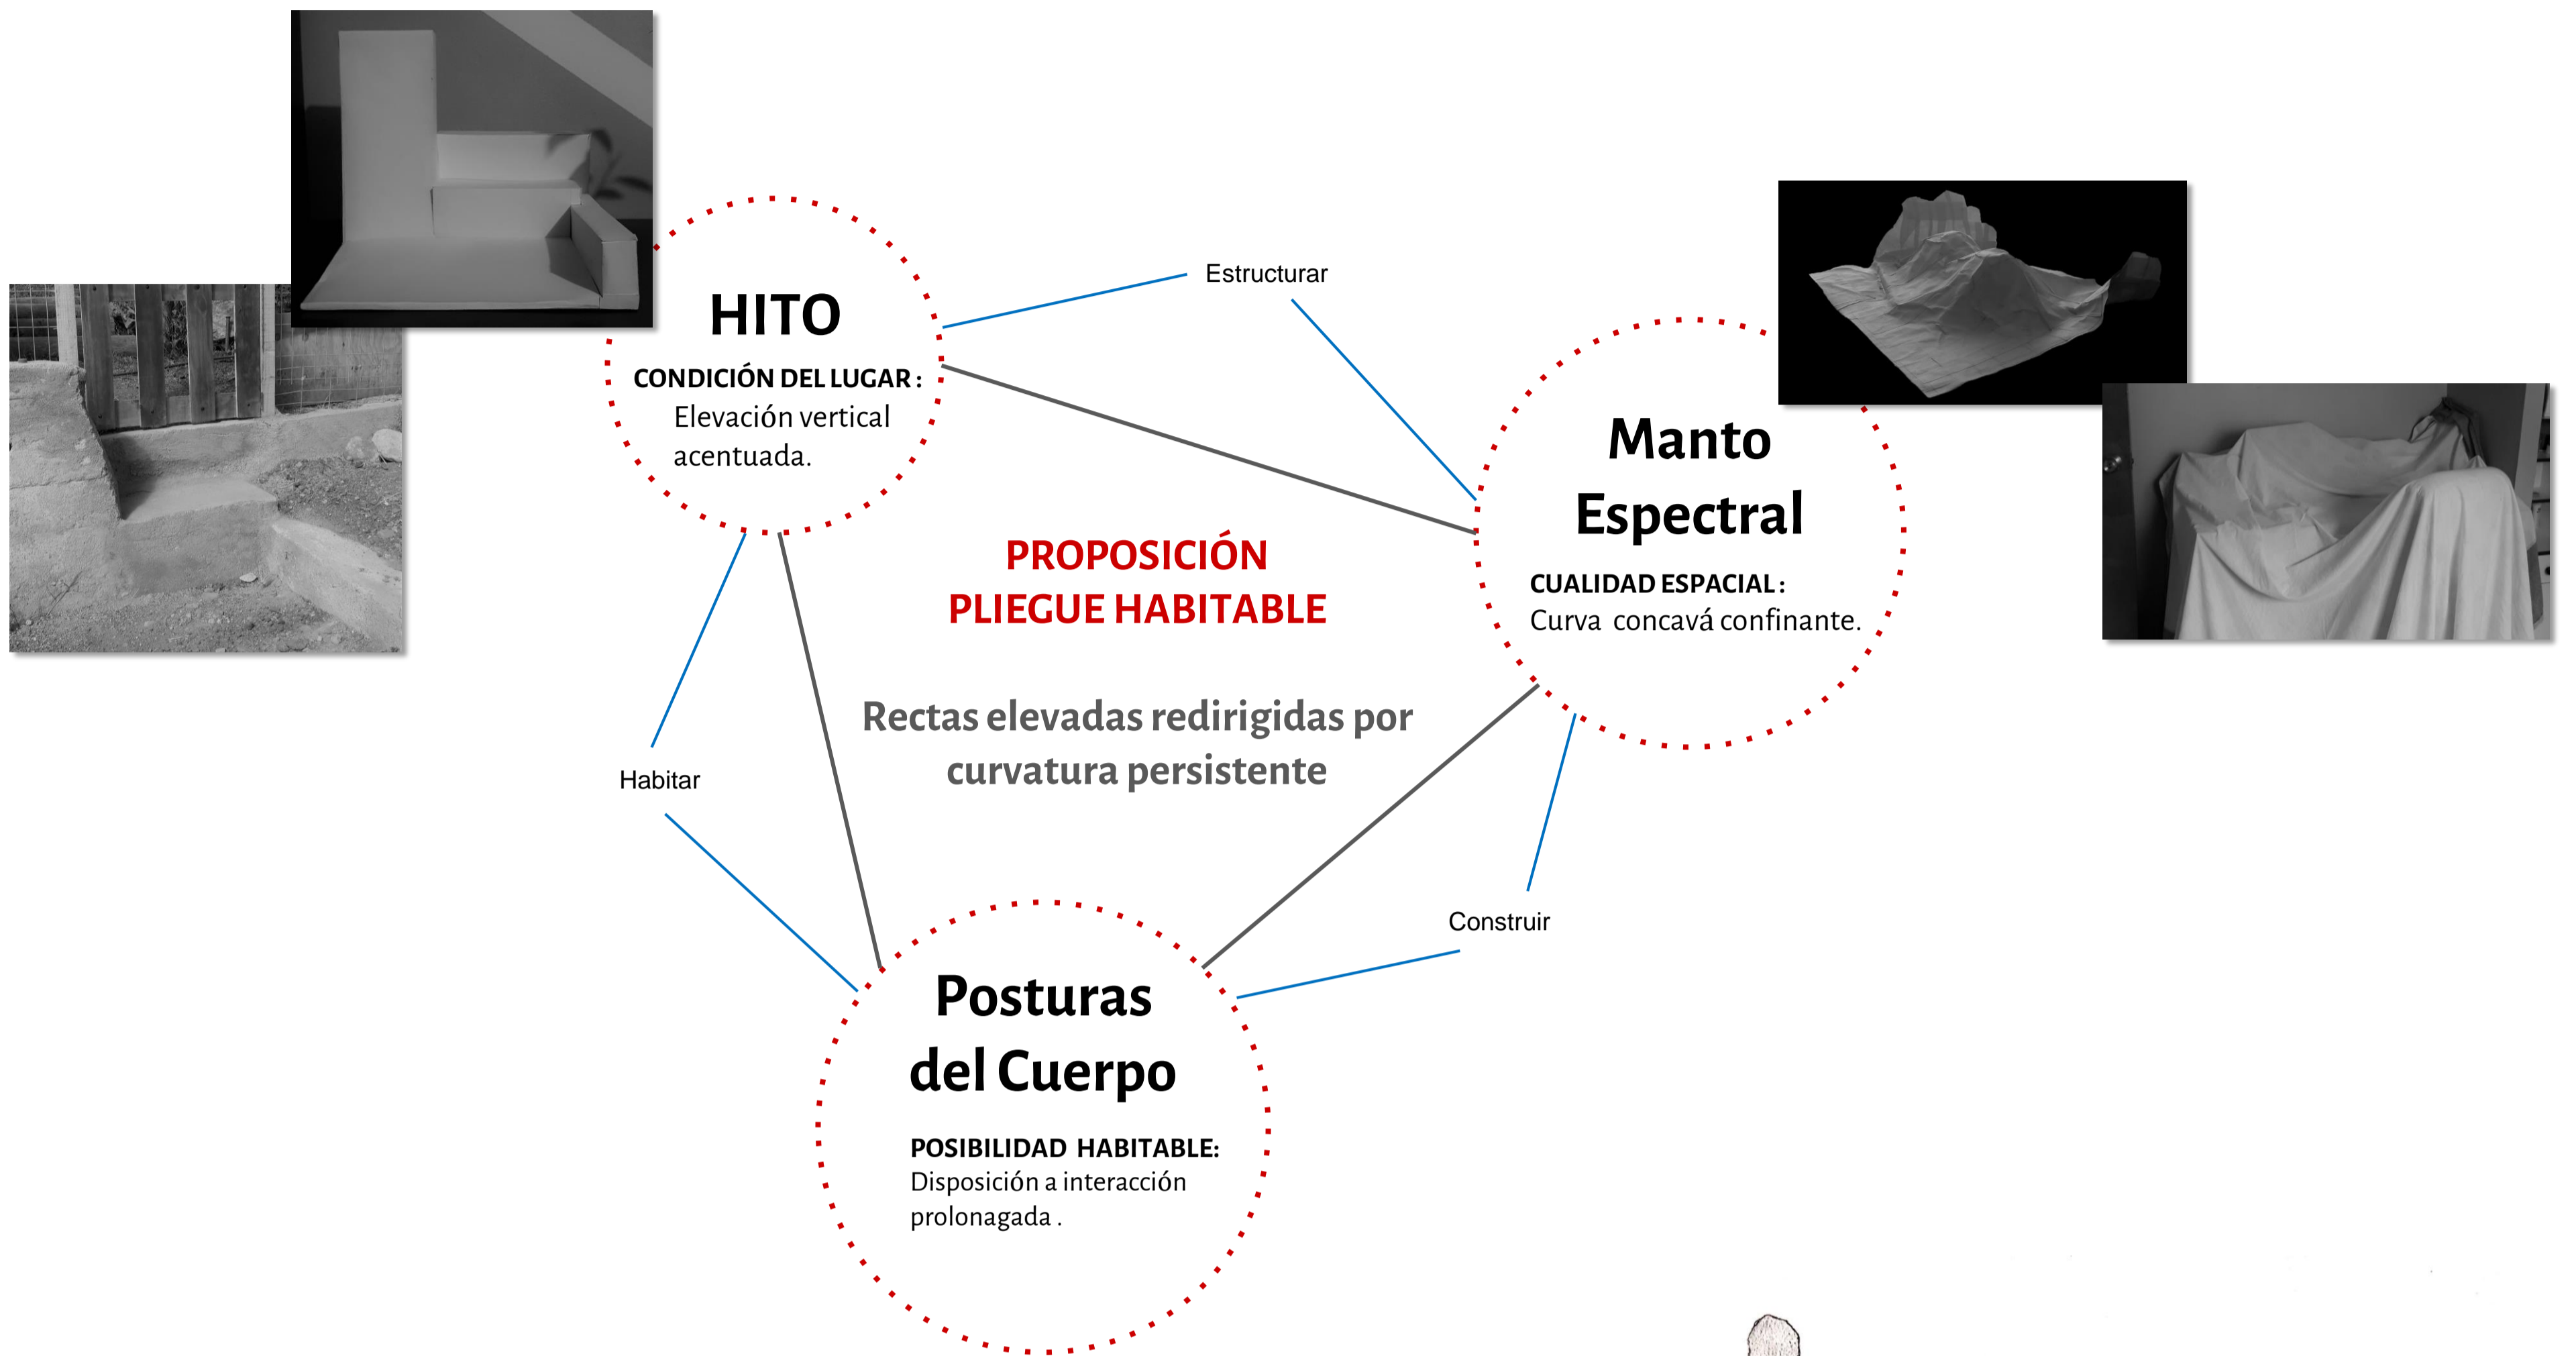 HITO
CONDICIÓN DEL LUGAR :
Elevación vertical
acentuada.
Estructurar
Manto
Espectral
CUALIDAD ESPACIAL :
Curva concavá confinante.
PROPOSICIÓN
PLIEGUE HABITABLE
Rectas elevadas redirigidas por
curvatura persistente
Habitar
Construir
Posturas
del Cuerpo
POSIBILIDAD HABITABLE:
Disposición a interacción
prolonagada .